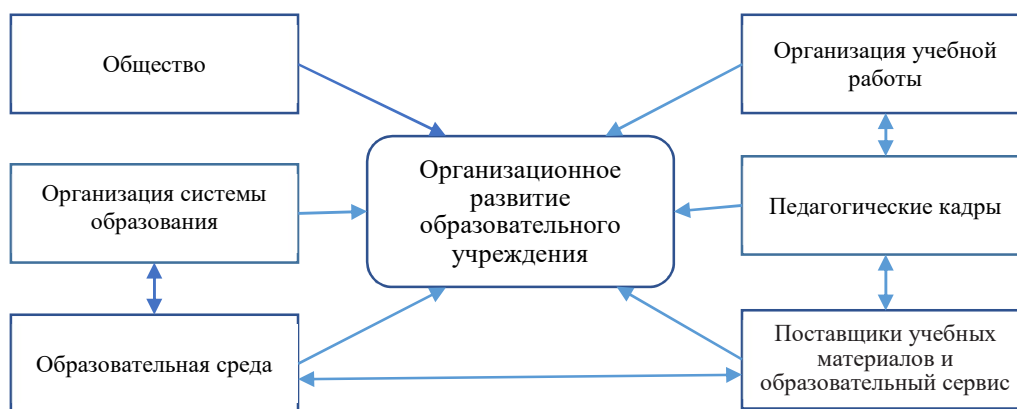 Общество
Организация учебной
работы
Организационное
развитие
образовательного
учреждения
Организация системы
образования
Педагогические кадры
Образовательная среда
Поставщики учебных
материалов и
образовательный сервис